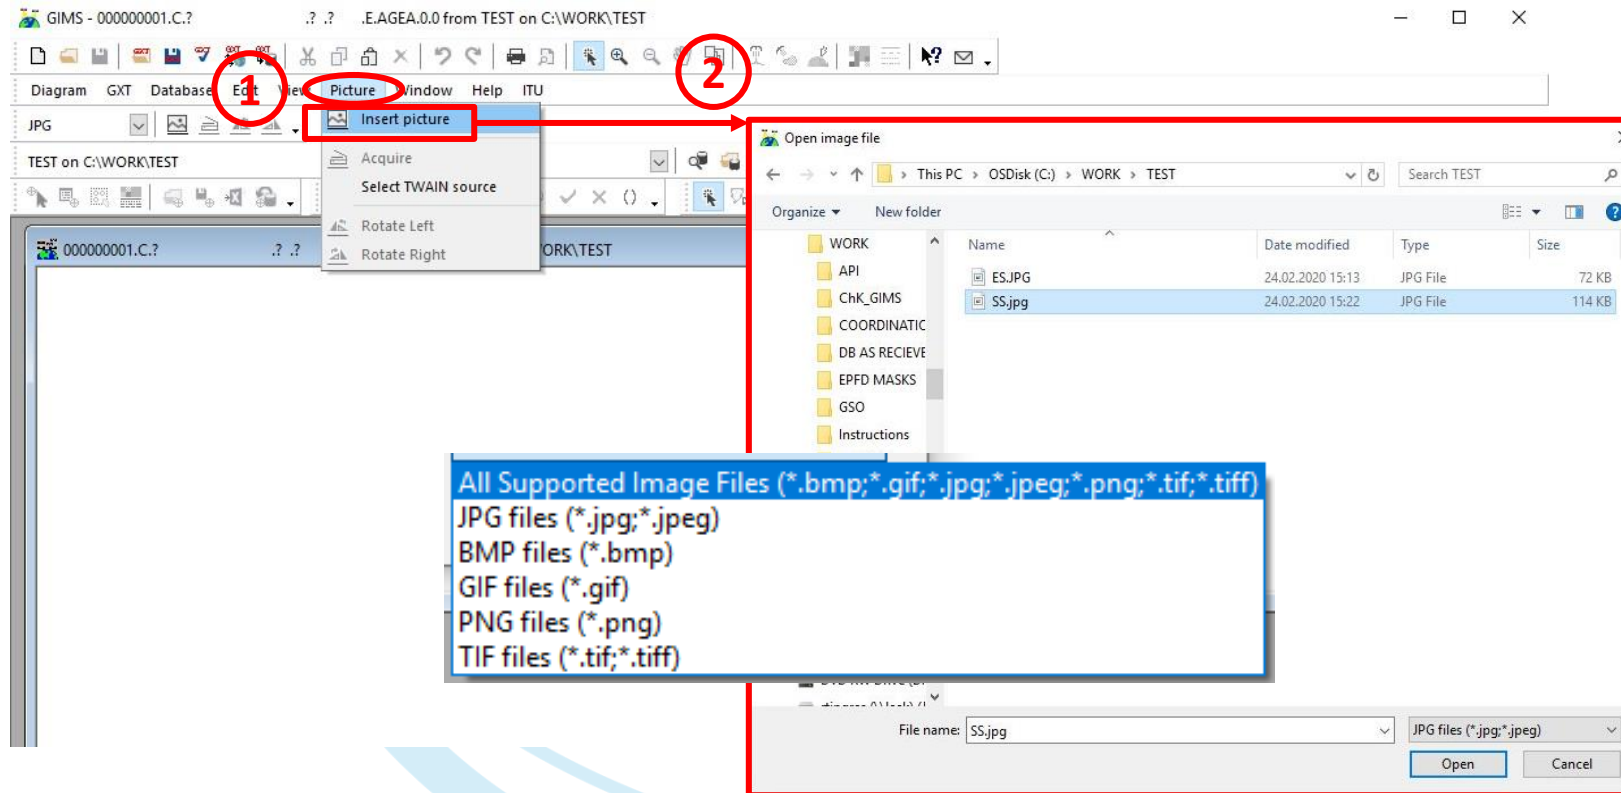 GIMS - 000000001.C.? .? .? .E.AGEA.0.0 from TEST on C:\WORK\TEST
1
2
Diagram GXT Database Edit View Picture Window Help ITU
JPG
Insert picture
TEST on C:\WORK\TEST
Acquire
Select TWAIN source
Rotate Left
Rotate Right
000000001.C.? .? .? ORK\TEST
Open image file
This PC > OSDisk (C:) > WORK > TEST
Search TEST
Organize New folder
Name Date modified Type Size
WORK
API
ChK_GIMS
COORDINATIC
DB AS RECIEVE
EPFD MASKS
GSO
Instructions
ES.JPG 24.02.2020 15:13 JPG File 72 KB
SS.jpg 24.02.2020 15:22 JPG File 114 KB
All Supported Image Files (*.bmp;*.gif;*.jpg;*.jpeg;*.png;*.tif;*.tiff)
JPG files (*.jpg;*.jpeg)
BMP files (*.bmp)
GIF files (*.gif)
PNG files (*.png)
TIF files (*.tif;*.tiff)
File name: SS.jpg
JPG files (*.jpg;*.jpeg)
Open Cancel